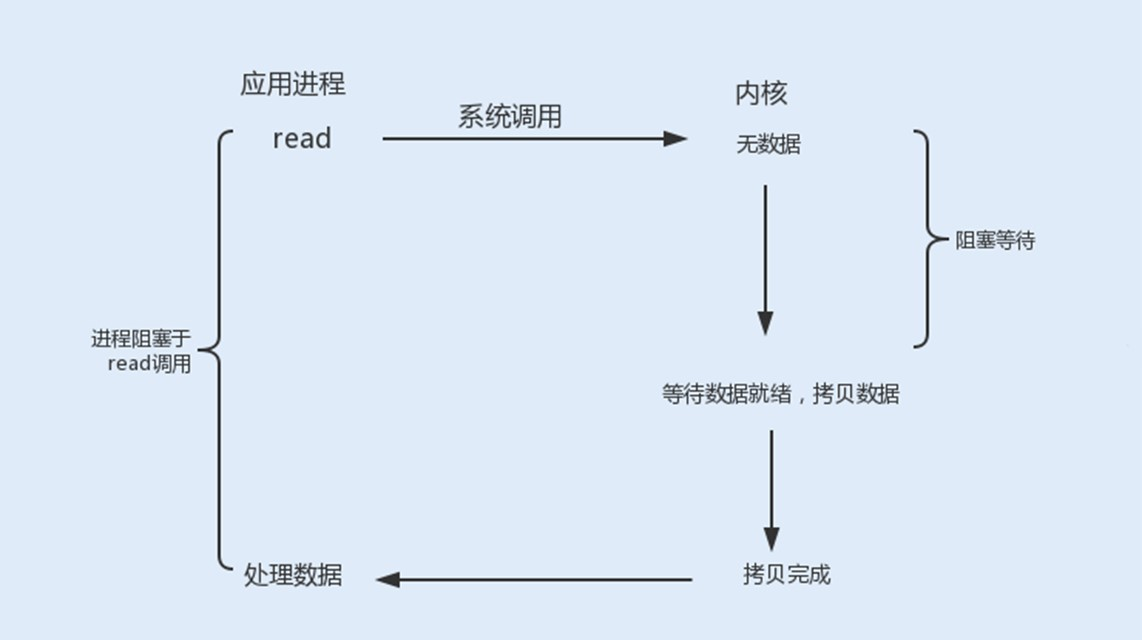 应用进程
内核
系统调用
read
无数据
阻塞等待
进程阻塞于
read调用
等待数据就绪，拷贝数据
处理数据
拷贝完成